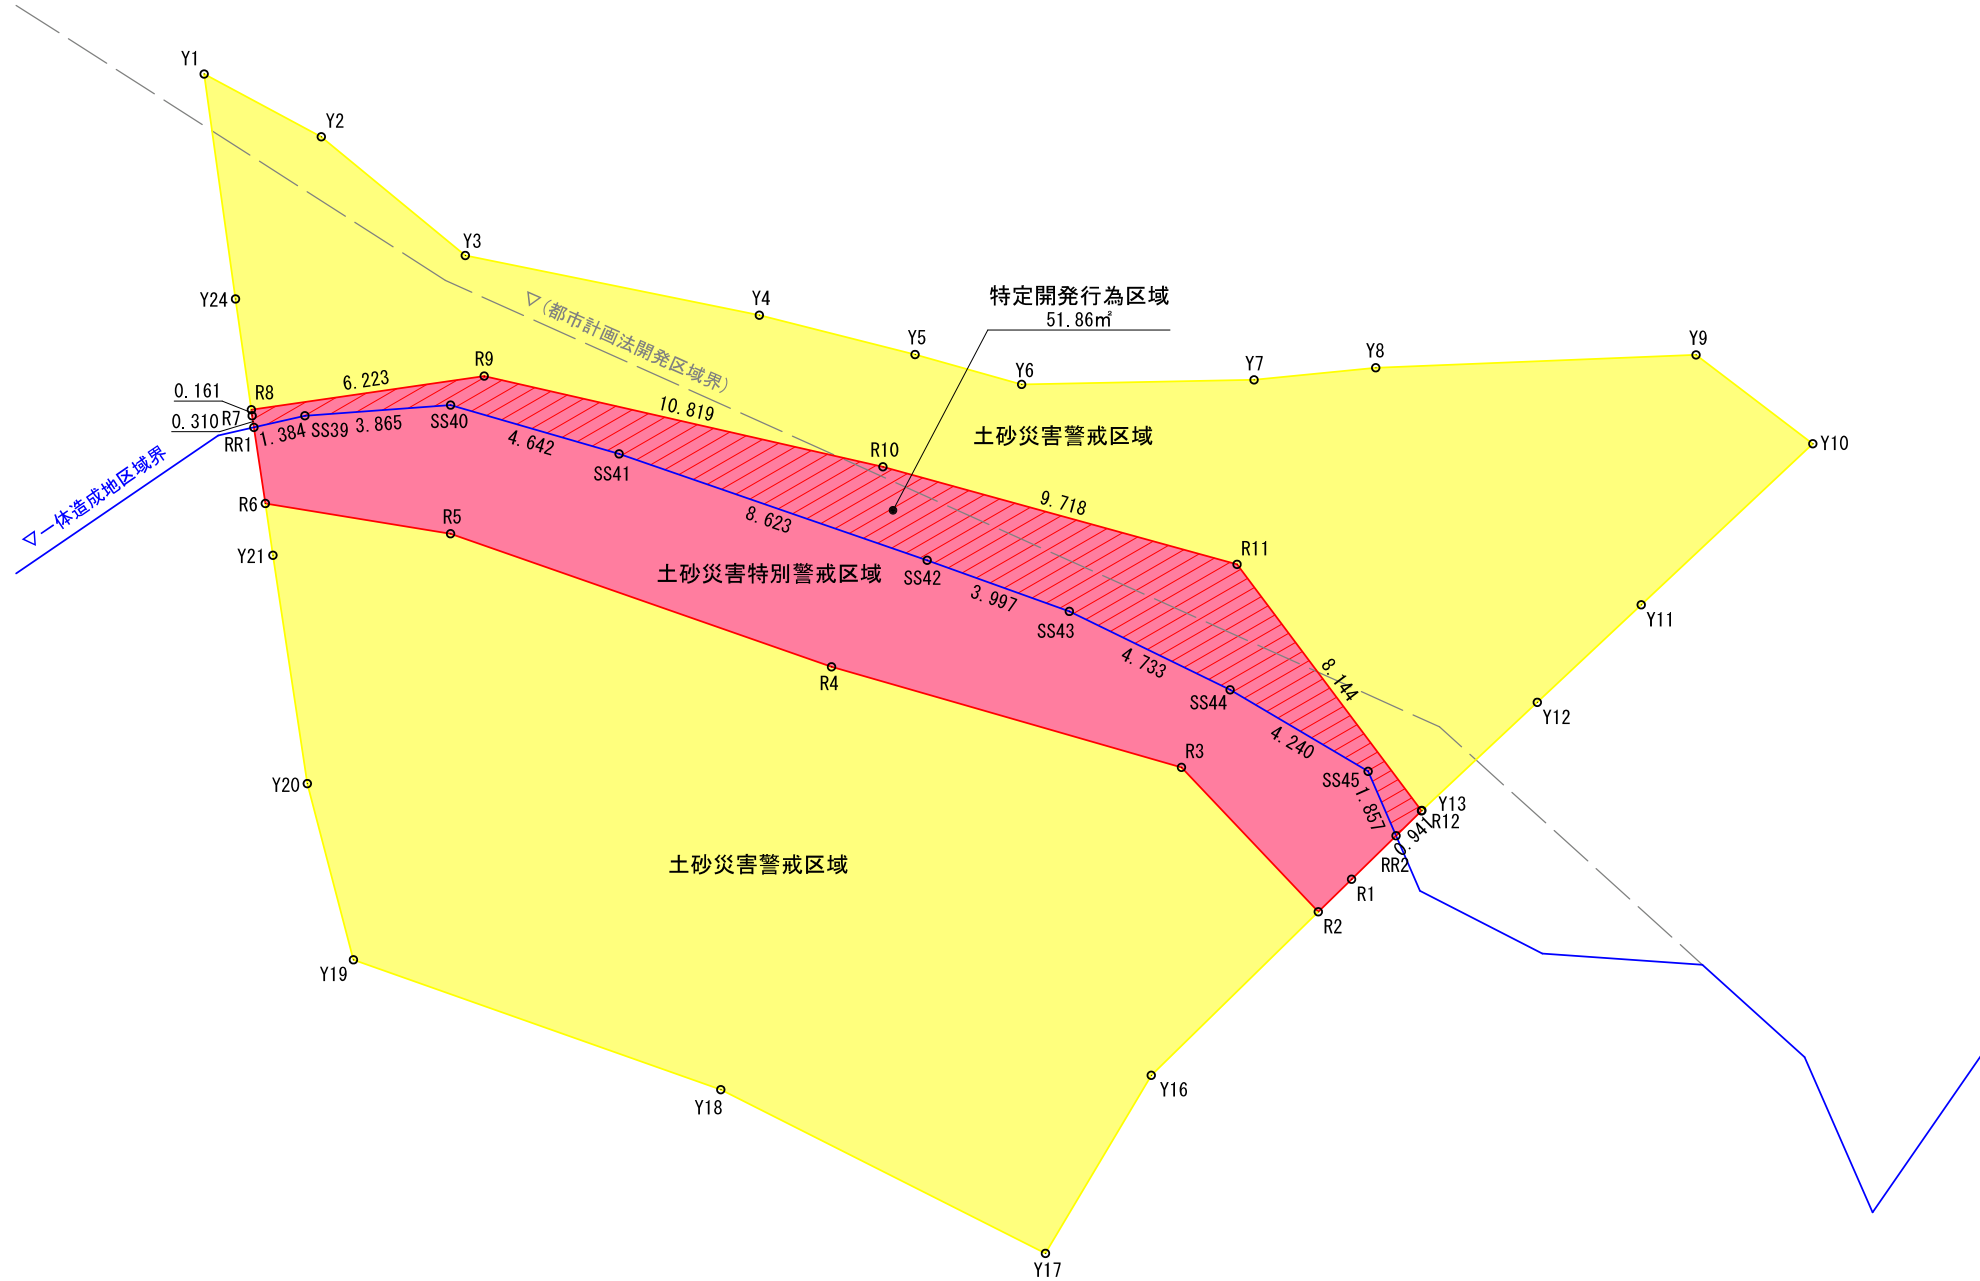 Y1
Y2
Y3
Y24
Y4
特定開発行為区域
51.86㎡
▽(都市計画法開発区域界)
Y5
Y6
Y7
Y8
Y9
R9
6.223
0.161
R8
R7
0.310
RR1
1.384
SS39
3.865
SS40
10.819
4.642
SS41
R10
土砂災害警戒区域
Y10
▽一体造成地区域界
R6
R5
8.623
9.718
R11
Y21
土砂災害特別警戒区域
SS42
3.997
SS43
Y11
4.733
8.144
R4
SS44
Y12
4.240
R3
SS45
Y20
1.857
Y13
R12
0.941
RR2
土砂災害警戒区域
R1
R2
Y19
Y16
Y18
Y17